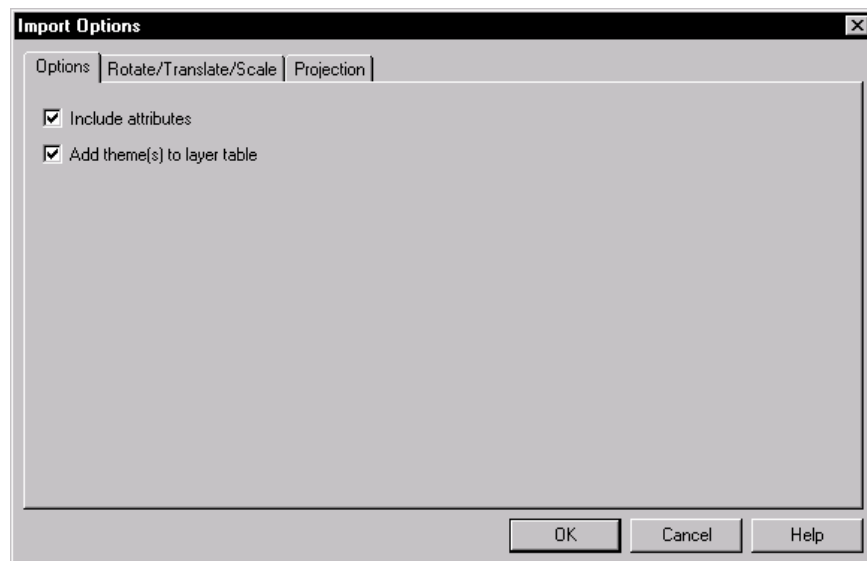 Import Options
Options Rotate/Translate/Scale Projection
Include attributes
Add theme(s) to layer table
OK Cancel Help